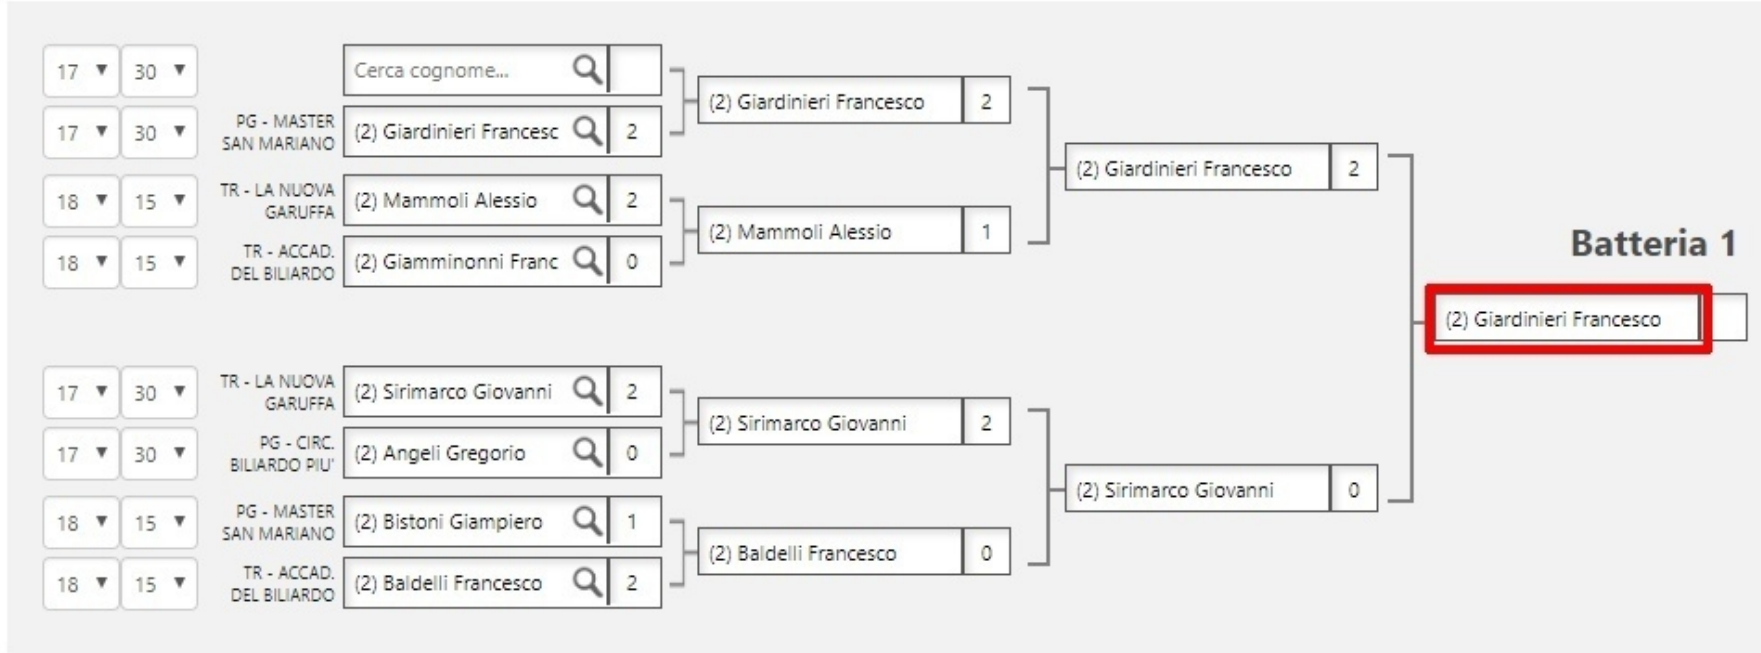 17 ▼ 30 ▼ Cerca cognome...
17 ▼ 30 ▼ PG - MASTER
SAN MARIANO (2) Giardinieri Francesc 2
(2) Giardinieri Francesco 2
18 ▼ 15 ▼ TR - LA NUOVA
GARUFFA (2) Mammoli Alessio 2
18 ▼ 15 ▼ TR - ACCAD.
DEL BILIARDO (2) Giamminonni Franc 0
(2) Mammoli Alessio 1
(2) Giardinieri Francesco 2
Batteria 1
(2) Giardinieri Francesco
17 ▼ 30 ▼ TR - LA NUOVA
GARUFFA (2) Sirimarco Giovanni 2
17 ▼ 30 ▼ PG - CIRC.
BILIARDO PIU' (2) Angeli Gregorio 0
(2) Sirimarco Giovanni 2
18 ▼ 15 ▼ PG - MASTER
SAN MARIANO (2) Bistoni Giampiero 1
18 ▼ 15 ▼ TR - ACCAD.
DEL BILIARDO (2) Baldelli Francesco 2
(2) Baldelli Francesco 0
(2) Sirimarco Giovanni 0